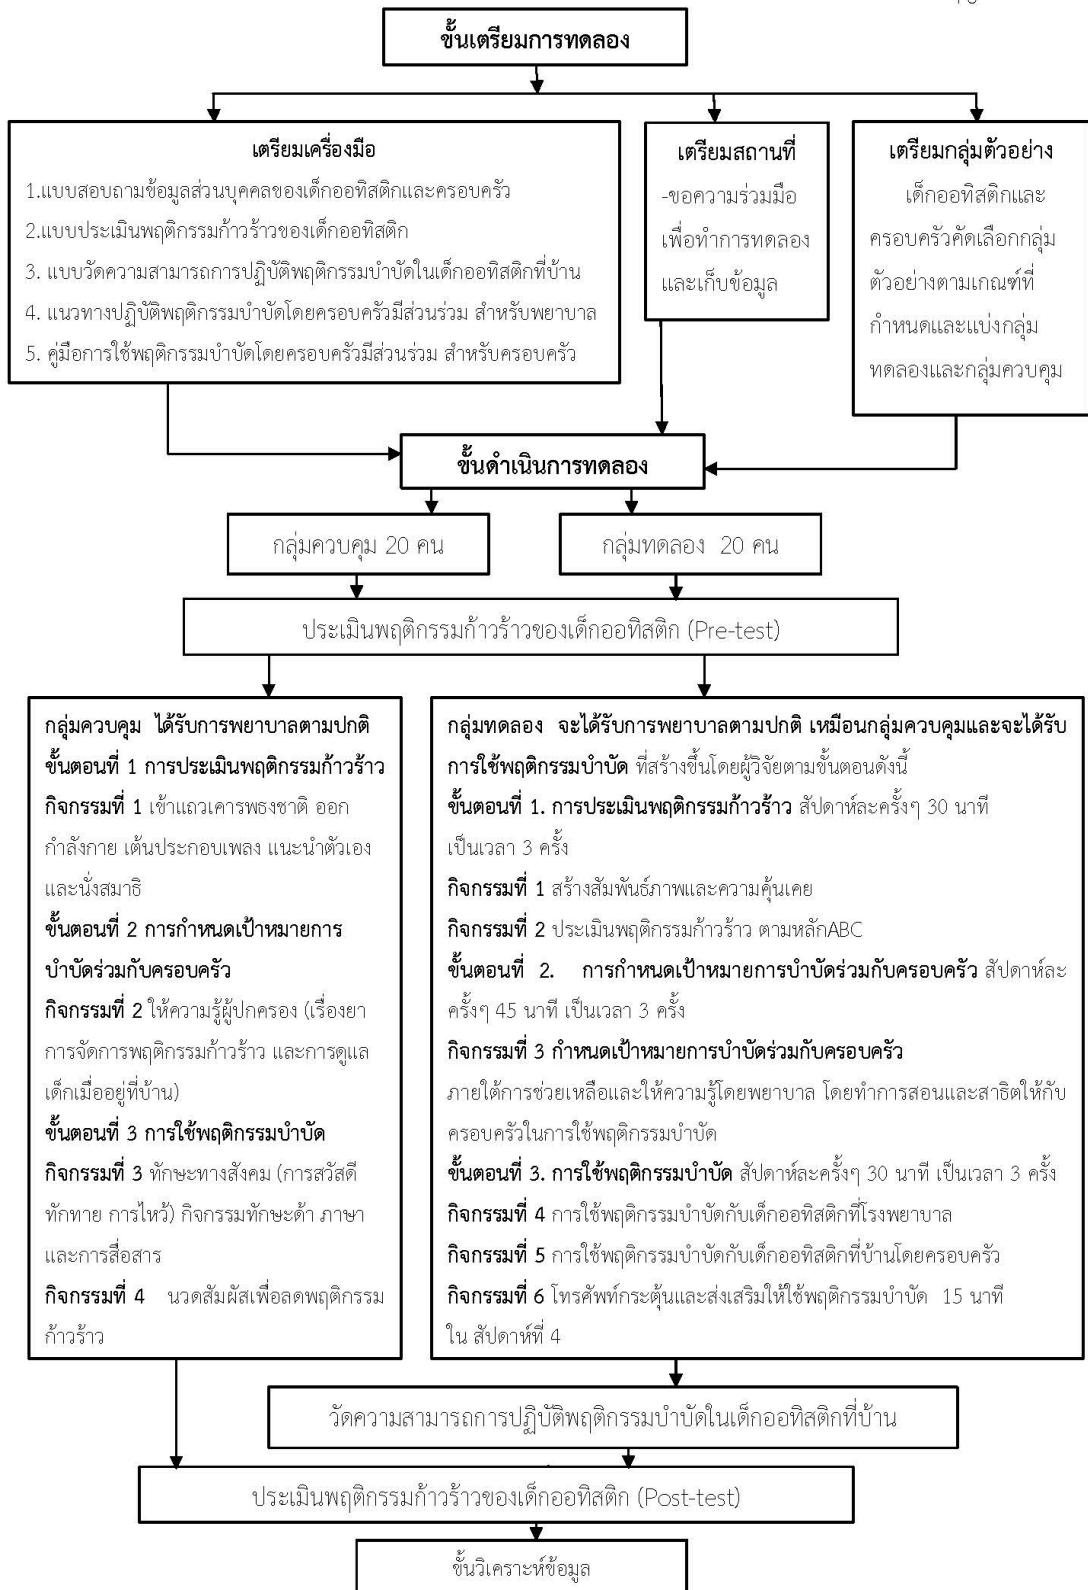 ขั้นเตรียมการทดลอง
เตรียมเครื่องมือ
1.แบบสอบถามข้อมูลส่วนบุคคลของเด็กออทิสติกและครอบครัว
2.แบบประเมินพฤติกรรมก้าวร้าวของเด็กออทิสติก
3. แบบวัดความสามารถการปฏิบัติพฤติกรรมบำบัดในเด็กออทิสติกที่บ้าน
4. แนวทางปฏิบัติพฤติกรรมบำบัดโดยครอบครัวมีส่วนร่วม สำหรับพยาบาล
5. คู่มือการใช้พฤติกรรมบำบัดโดยครอบครัวมีส่วนร่วม สำหรับครอบครัว
เตรียมสถานที่
-ขอความร่วมมือ
เพื่อทำการทดลอง
และเก็บข้อมูล
เตรียมกลุ่มตัวอย่าง
เด็กออทิสติกและ
ครอบครัวคัดเลือกกลุ่ม
ตัวอย่างตามเกณฑ์ที่
กำหนดและแบ่งกลุ่ม
ทดลองและกลุ่มควบคุม
ขั้นดำเนินการทดลอง
กลุ่มควบคุม 20 คน
กลุ่มทดลอง 20 คน
ประเมินพฤติกรรมก้าวร้าวของเด็กออทิสติก (Pre-test)
กลุ่มควบคุม ได้รับการพยาบาลตามปกติ
ขั้นตอนที่ 1 การประเมินพฤติกรรมก้าวร้าว
กิจกรรมที่ 1 เข้าแถวเคารพธงชาติ ออก
กำลังกาย เต้นประกอบเพลง แนะนำตัวเอง
และนั่งสมาธิ
ขั้นตอนที่ 2 การกำหนดเป้าหมายการ
บำบัดร่วมกับครอบครัว
กิจกรรมที่ 2 ให้ความรู้ผู้ปกครอง (เรื่องยา
การจัดการพฤติกรรมก้าวร้าว และการดูแล
เด็กเมื่ออยู่ที่บ้าน)
ขั้นตอนที่ 3 การใช้พฤติกรรมบำบัด
กิจกรรมที่ 3 ทักษะทางสังคม (การสวัสดี
ทักทาย การไหว้) กิจกรรมทักษะด้า ภาษา
และการสื่อสาร
กิจกรรมที่ 4 นวดสัมผัสเพื่อลดพฤติกรรม
ก้าวร้าว
กลุ่มทดลอง จะได้รับการพยาบาลตามปกติ เหมือนกลุ่มควบคุมและจะได้รับ
การใช้พฤติกรรมบำบัด ที่สร้างขึ้นโดยผู้วิจัยตามขั้นตอนดังนี้
ขั้นตอนที่ 1. การประเมินพฤติกรรมก้าวร้าว สัปดาห์ละครั้งๆ 30 นาที
เป็นเวลา 3 ครั้ง
กิจกรรมที่ 1 สร้างสัมพันธ์ภาพและความคุ้นเคย
กิจกรรมที่ 2 ประเมินพฤติกรรมก้าวร้าว ตามหลักABC
ขั้นตอนที่ 2. การกำหนดเป้าหมายการบำบัดร่วมกับครอบครัว สัปดาห์ละ
ครั้งๆ 45 นาที เป็นเวลา 3 ครั้ง
กิจกรรมที่ 3 กำหนดเป้าหมายการบำบัดร่วมกับครอบครัว
ภายใต้การช่วยเหลือและให้ความรู้โดยพยาบาล โดยทำการสอนและสาธิตให้กับ
ครอบครัวในการใช้พฤติกรรมบำบัด
ขั้นตอนที่ 3. การใช้พฤติกรรมบำบัด สัปดาห์ละครั้งๆ 30 นาที เป็นเวลา 3 ครั้ง
กิจกรรมที่ 4 การใช้พฤติกรรมบำบัดกับเด็กออทิสติกที่โรงพยาบาล
กิจกรรมที่ 5 การใช้พฤติกรรมบำบัดกับเด็กออทิสติกที่บ้านโดยครอบครัว
กิจกรรมที่ 6 โทรศัพท์กระตุ้นและส่งเสริมให้ใช้พฤติกรรมบำบัด 15 นาที
ใน สัปดาห์ที่ 4
วัดความสามารถการปฏิบัติพฤติกรรมบำบัดในเด็กออทิสติกที่บ้าน
ประเมินพฤติกรรมก้าวร้าวของเด็กออทิสติก (Post-test)
ขั้นวิเคราะห์ข้อมูล